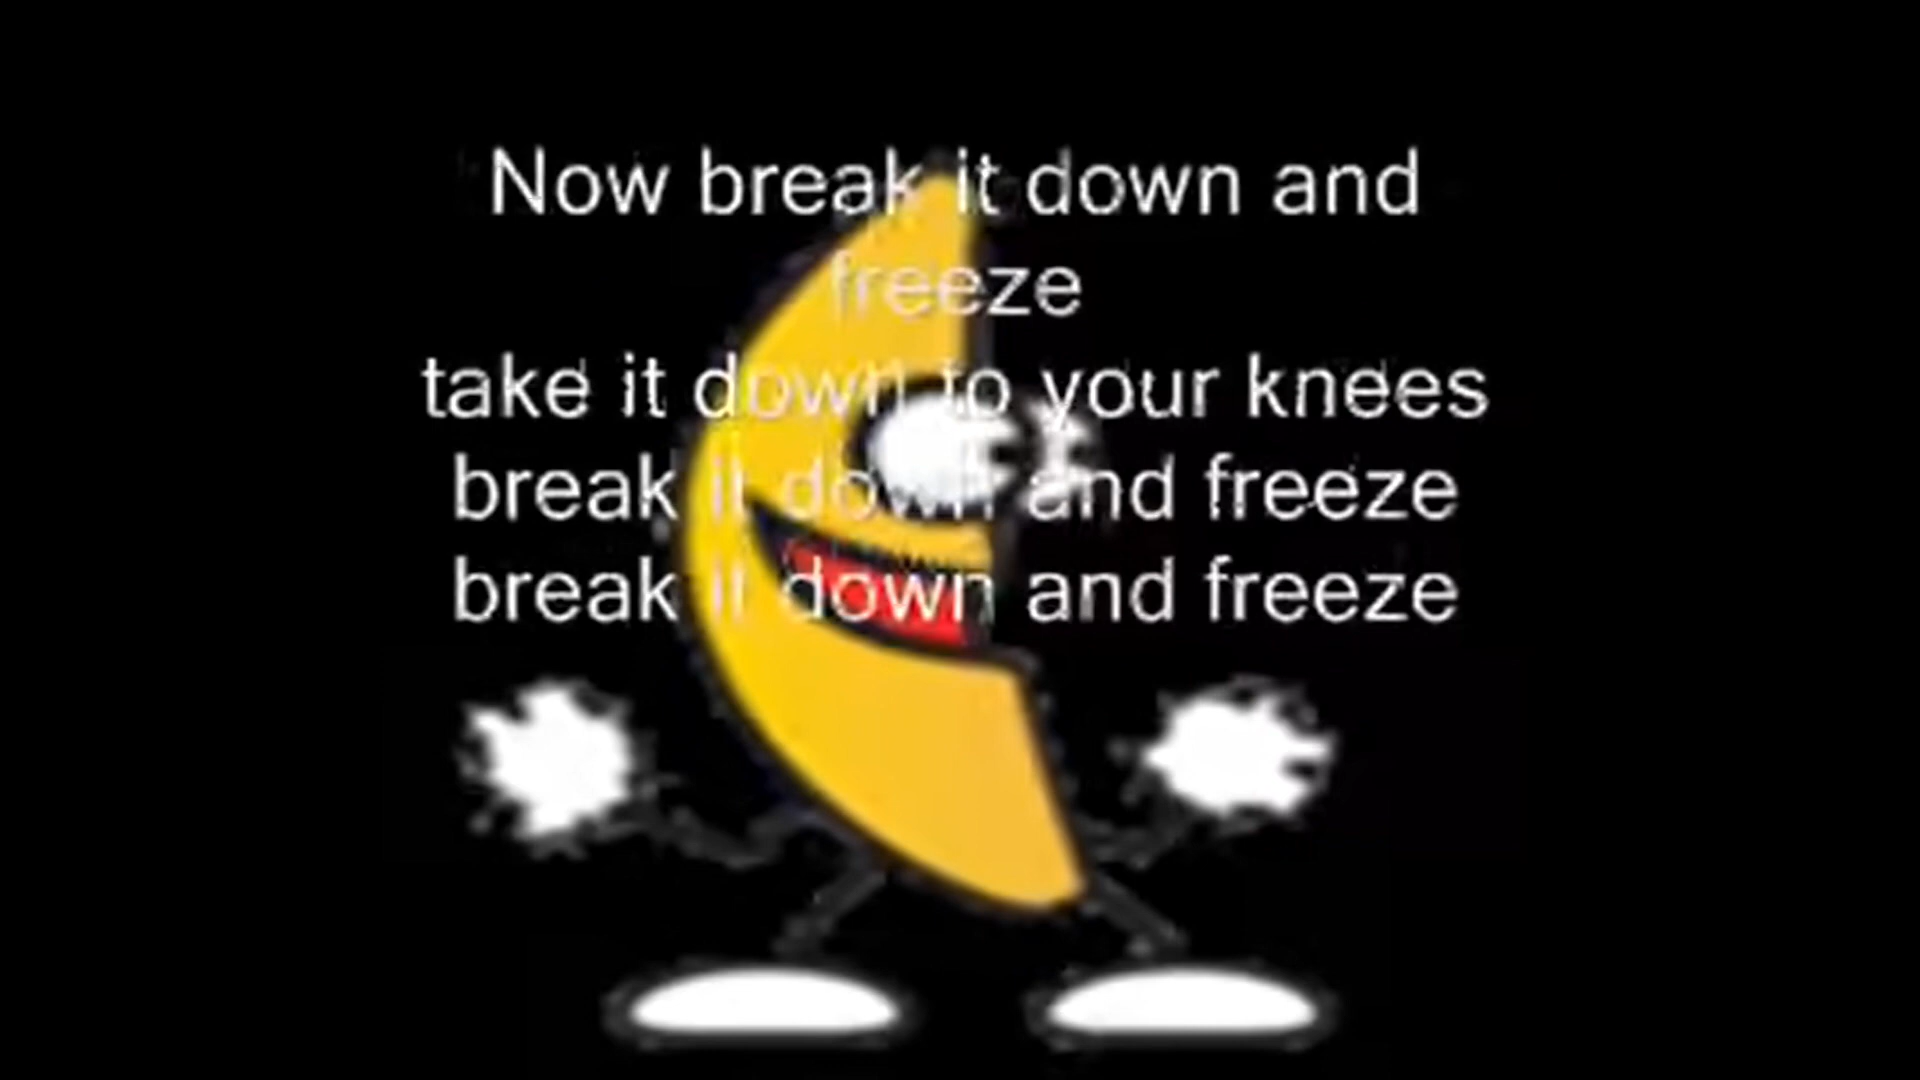 Now break it down and
freeze
take it down to your knees
break it down and freeze
break it down and freeze